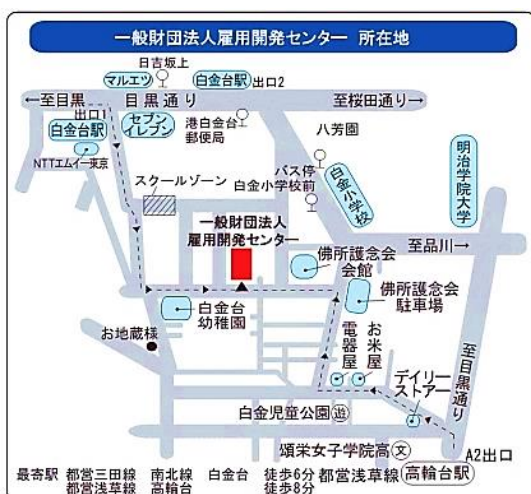 一般財団法人雇用開発センター 所在地
日吉坂上
マルエツ
白金台駅 出口2
←至目黒
目黒通り
至桜田通り→
出口1
白金台駅
セブン
イレブン
港白金台
郵便局
八芳園
NTTエムイー東京
スクールゾーン
バス停
白金小学校前
白金小学校
明治学院大学
一般財団法人
雇用開発センター
至品川→
佛所護念会
会館
佛所護念会
駐車場
白金台
幼稚園
お地蔵様
電器屋
お米屋
デイリー
ストアー
至目黒通り
白金児童公園 遊
頌栄女子学院高 文
A2出口
最寄駅 都営三田線 南北線 白金台 徒歩6分
都営浅草線 高輪台 徒歩8分
都営浅草線 高輪台駅